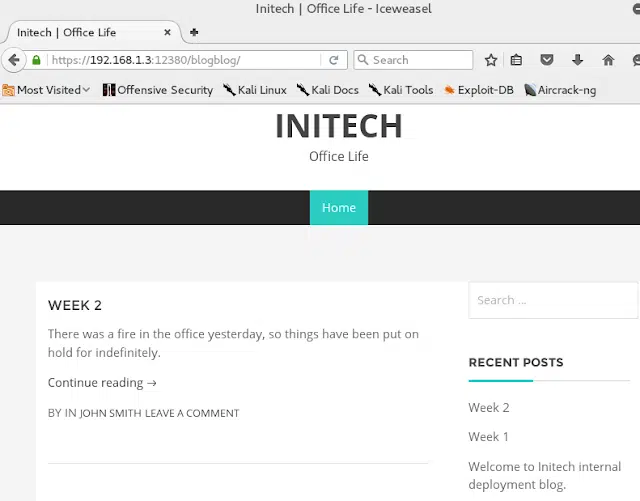 Initech | Office Life - Iceweasel
Initech | Office Life
https://192.168.1.3:12380/blogblog/
Search
Most Visited Offensive Security Kali Linux Kali Docs Kali Tools Exploit-DB Aircrack-ng
INITECH
Office Life
Home
WEEK 2
There was a fire in the office yesterday, so things have been put on
hold for indefinitely.
Continue reading →
BY IN JOHN SMITH LEAVE A COMMENT
Search ...
RECENT POSTS
Week 2
Week 1
Welcome to Initech internal
deployment blog.